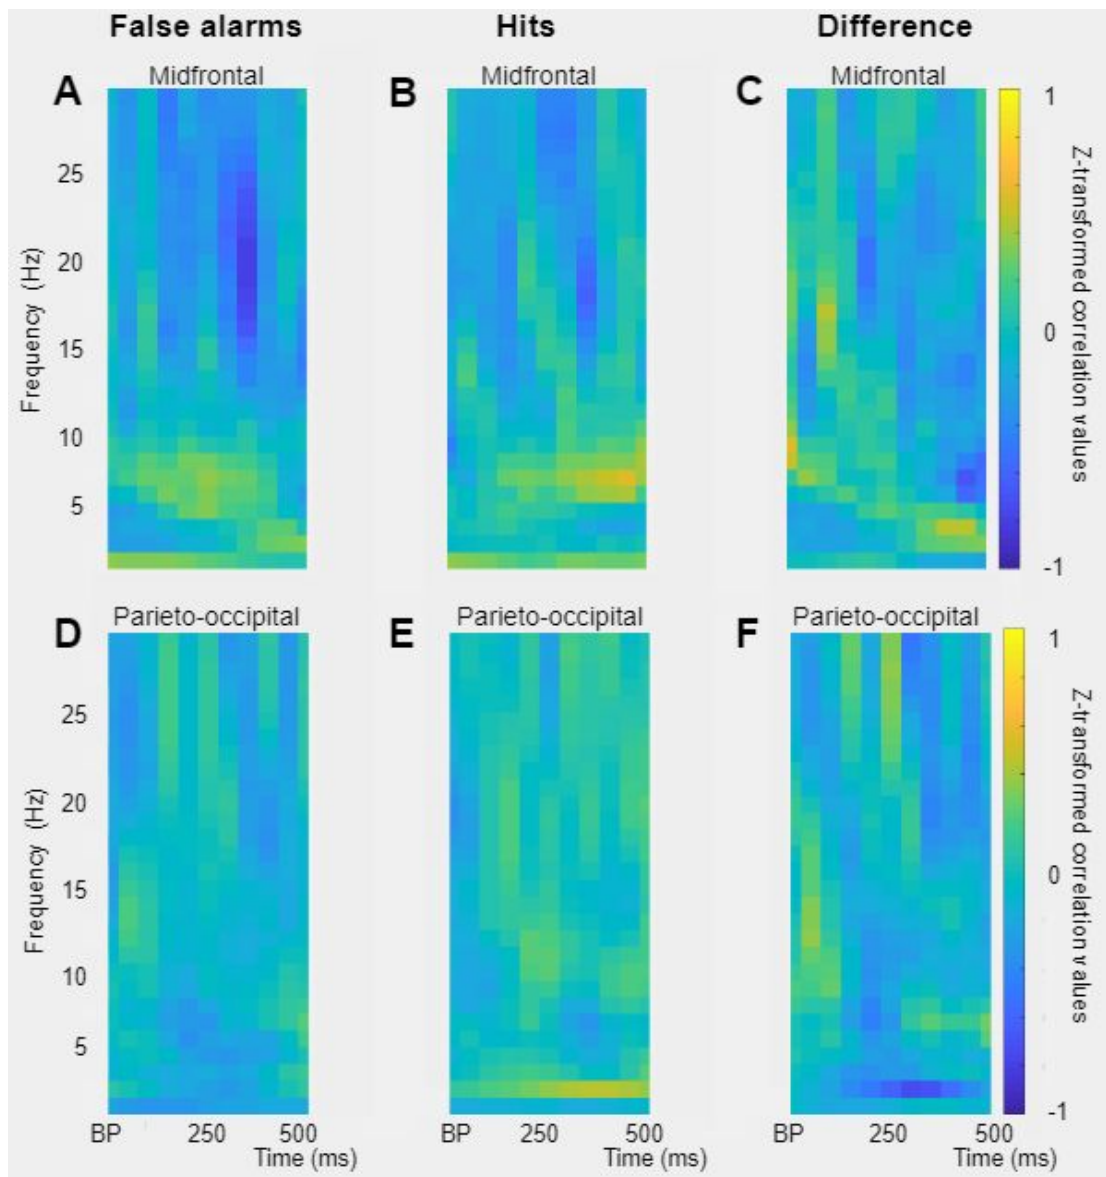 False alarms Hits Difference
A Midfrontal B Midfrontal C Midfrontal
1
25
20
15
10
5
0
-1
Frequency (Hz)
Z-transformed correlation values
D Parieto-occipital E Parieto-occipital F Parieto-occipital
1
25
20
15
10
5
0
-1
Frequency (Hz)
Z-transformed correlation values
BP 250 500 BP 250 500 BP 250 500
Time (ms) Time (ms) Time (ms)